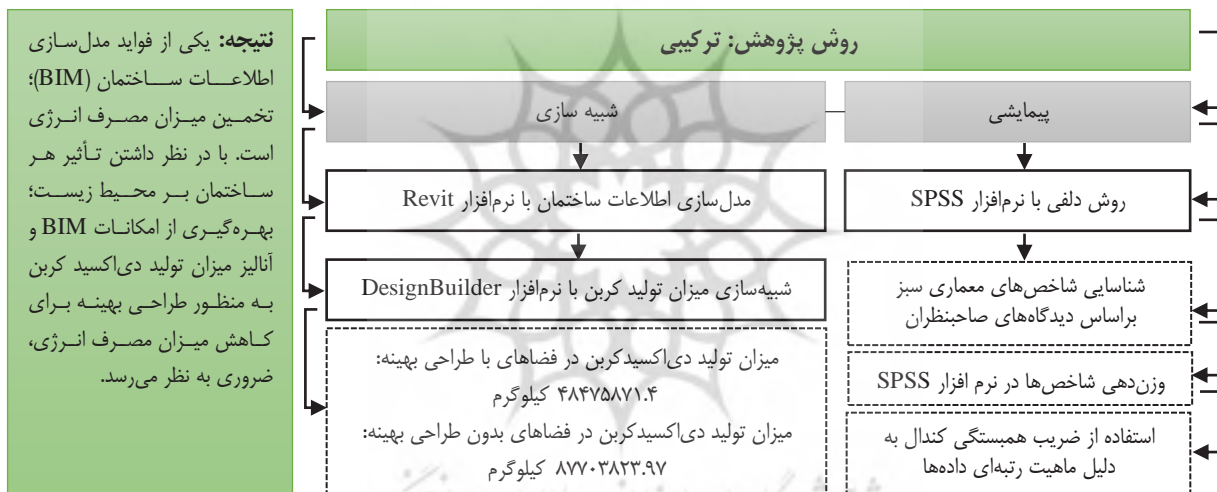 روش پژوهش: ترکیبی
پیمایشی
شبیه سازی
روش دلفی با نرم‌افزار SPSS
مدل‌سازی اطلاعات ساختمان با نرم‌افزار Revit
شناسایی شاخص‌های معماری سبز
براساس دیدگاه‌های صاحبنظران
شبیه‌سازی میزان تولید کربن با نرم‌افزار DesignBuilder
وزن‌دهی شاخص‌ها در نرم افزار SPSS
استفاده از ضریب همبستگی کندال به
دلیل ماهیت رتبه‌ای داده‌ها
میزان تولید دی‌اکسیدکربن در فضاهای با طراحی بهینه:
۴۸۴۷۵۸۷۱.۴ کیلوگرم
میزان تولید دی‌اکسیدکربن در فضاهای بدون طراحی بهینه:
۸۷۷۰۳۸۲۳.۹۷ کیلوگرم
نتیجه: یکی از فواید مدل‌سازی
اطلاعات ساختمان (BIM)؛
تخمین میزان مصرف انرژی
است. با در نظر داشتن تأثیر هر
ساختمان بر محیط زیست؛
بهره‌گیری از امکانات BIM و
آنالیز میزان تولید دی‌اکسید کربن
به منظور طراحی بهینه برای
کاهش میزان مصرف انرژی،
ضروری به نظر می‌رسد.